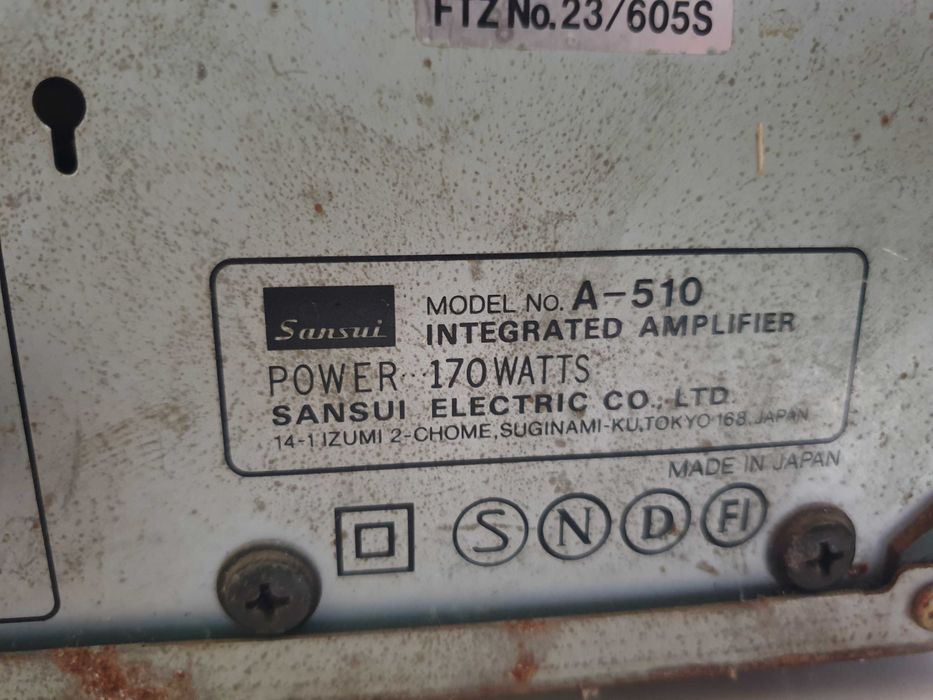 FTZ No. 23/605S
Sansui
MODEL NO. A-510
INTEGRATED AMPLIFIER
POWER 170 WATTS
SANSUI ELECTRIC CO., LTD.
14-1 IZUMI 2-CHOME, SUGINAMI-KU, TOKYO 168, JAPAN
MADE IN JAPAN
S N D FI